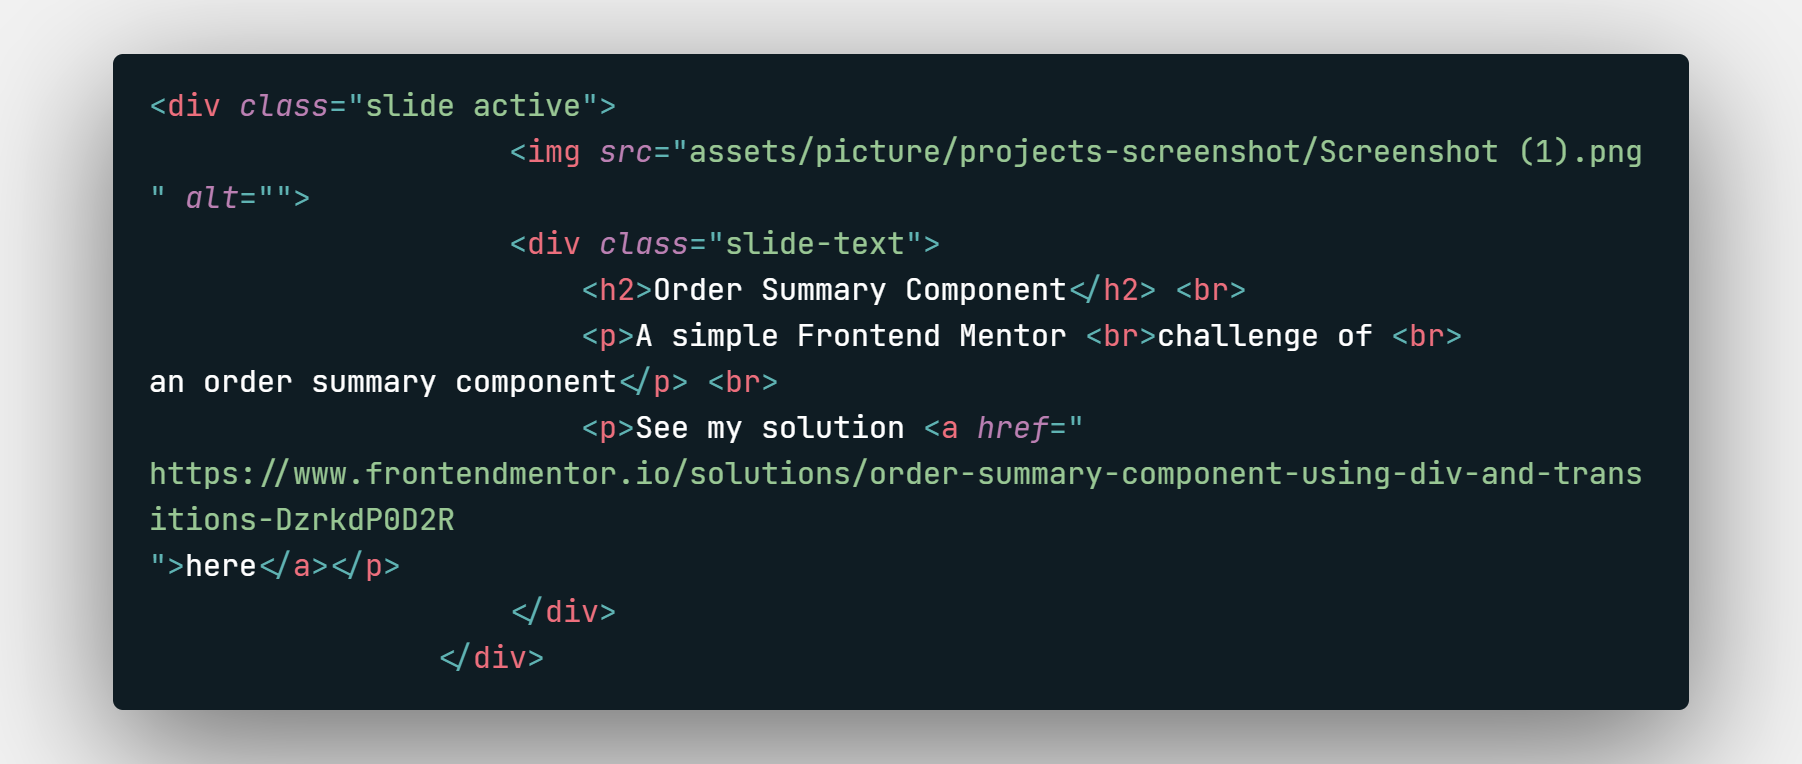 <div class="slide active">
<img src="assets/picture/projects-screenshot/Screenshot (1).png
" alt="">
<div class="slide-text">
<h2>Order Summary Component</h2> <br>
<p>A simple Frontend Mentor <br>challenge of <br>
an order summary component</p> <br>
<p>See my solution <a href="
https://www.frontendmentor.io/solutions/order-summary-component-using-div-and-trans
itions-DzrkdP0D2R
">here</a></p>
</div>
</div>